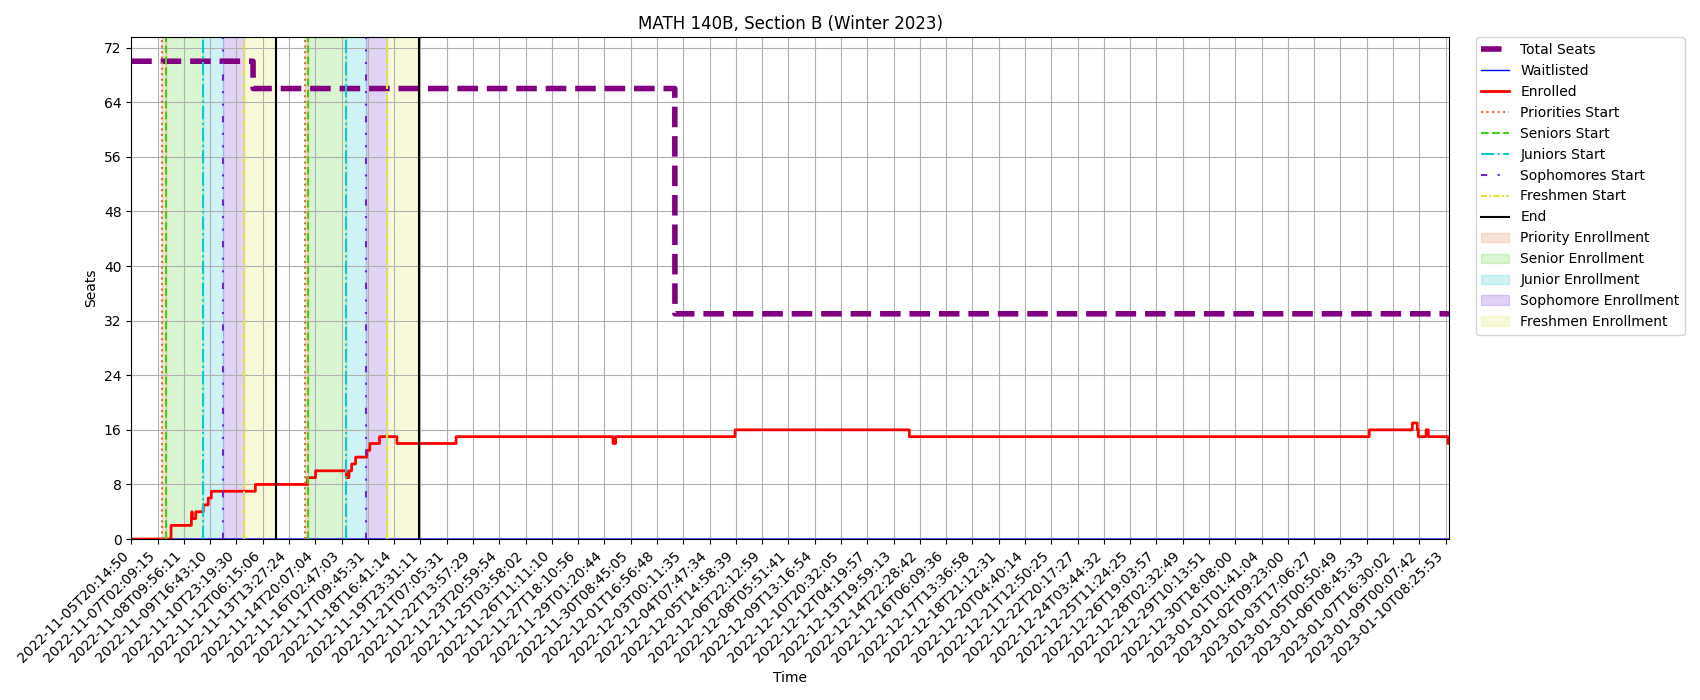 MATH 140B, Section B (Winter 2023)
72
64
56
48
40
32
24
16
8
0
Seats
2022-11-05T20:14:50
2022-11-07T02:09:15
2022-11-08T09:56:11
2022-11-09T16:43:10
2022-11-10T23:19:30
2022-11-12T06:15:06
2022-11-13T13:27:24
2022-11-14T20:07:04
2022-11-16T02:47:03
2022-11-17T09:45:31
2022-11-18T16:41:14
2022-11-19T23:31:11
2022-11-21T07:05:31
2022-11-22T13:57:29
2022-11-23T20:59:54
2022-11-25T03:58:02
2022-11-26T11:11:10
2022-11-27T18:10:56
2022-11-29T01:20:44
2022-11-30T08:45:05
2022-12-01T16:56:48
2022-12-03T00:11:35
2022-12-04T07:47:34
2022-12-05T14:58:39
2022-12-06T22:12:59
2022-12-08T05:51:41
2022-12-09T13:16:54
2022-12-10T20:32:05
2022-12-12T04:19:57
2022-12-13T13:59:13
2022-12-14T22:28:42
2022-12-16T06:09:36
2022-12-17T13:36:58
2022-12-18T21:12:31
2022-12-20T04:40:14
2022-12-21T12:50:25
2022-12-22T20:17:27
2022-12-24T03:44:32
2022-12-25T11:24:25
2022-12-26T19:03:57
2022-12-28T02:32:49
2022-12-29T10:13:51
2022-12-30T18:08:00
2023-01-01T01:41:04
2023-01-02T09:23:00
2023-01-03T17:06:27
2023-01-05T00:50:49
2023-01-06T08:45:33
2023-01-07T16:30:02
2023-01-09T00:07:42
2023-01-10T08:25:53
Time
Total Seats
Waitlisted
Enrolled
Priorities Start
Seniors Start
Juniors Start
Sophomores Start
Freshmen Start
End
Priority Enrollment
Senior Enrollment
Junior Enrollment
Sophomore Enrollment
Freshmen Enrollment